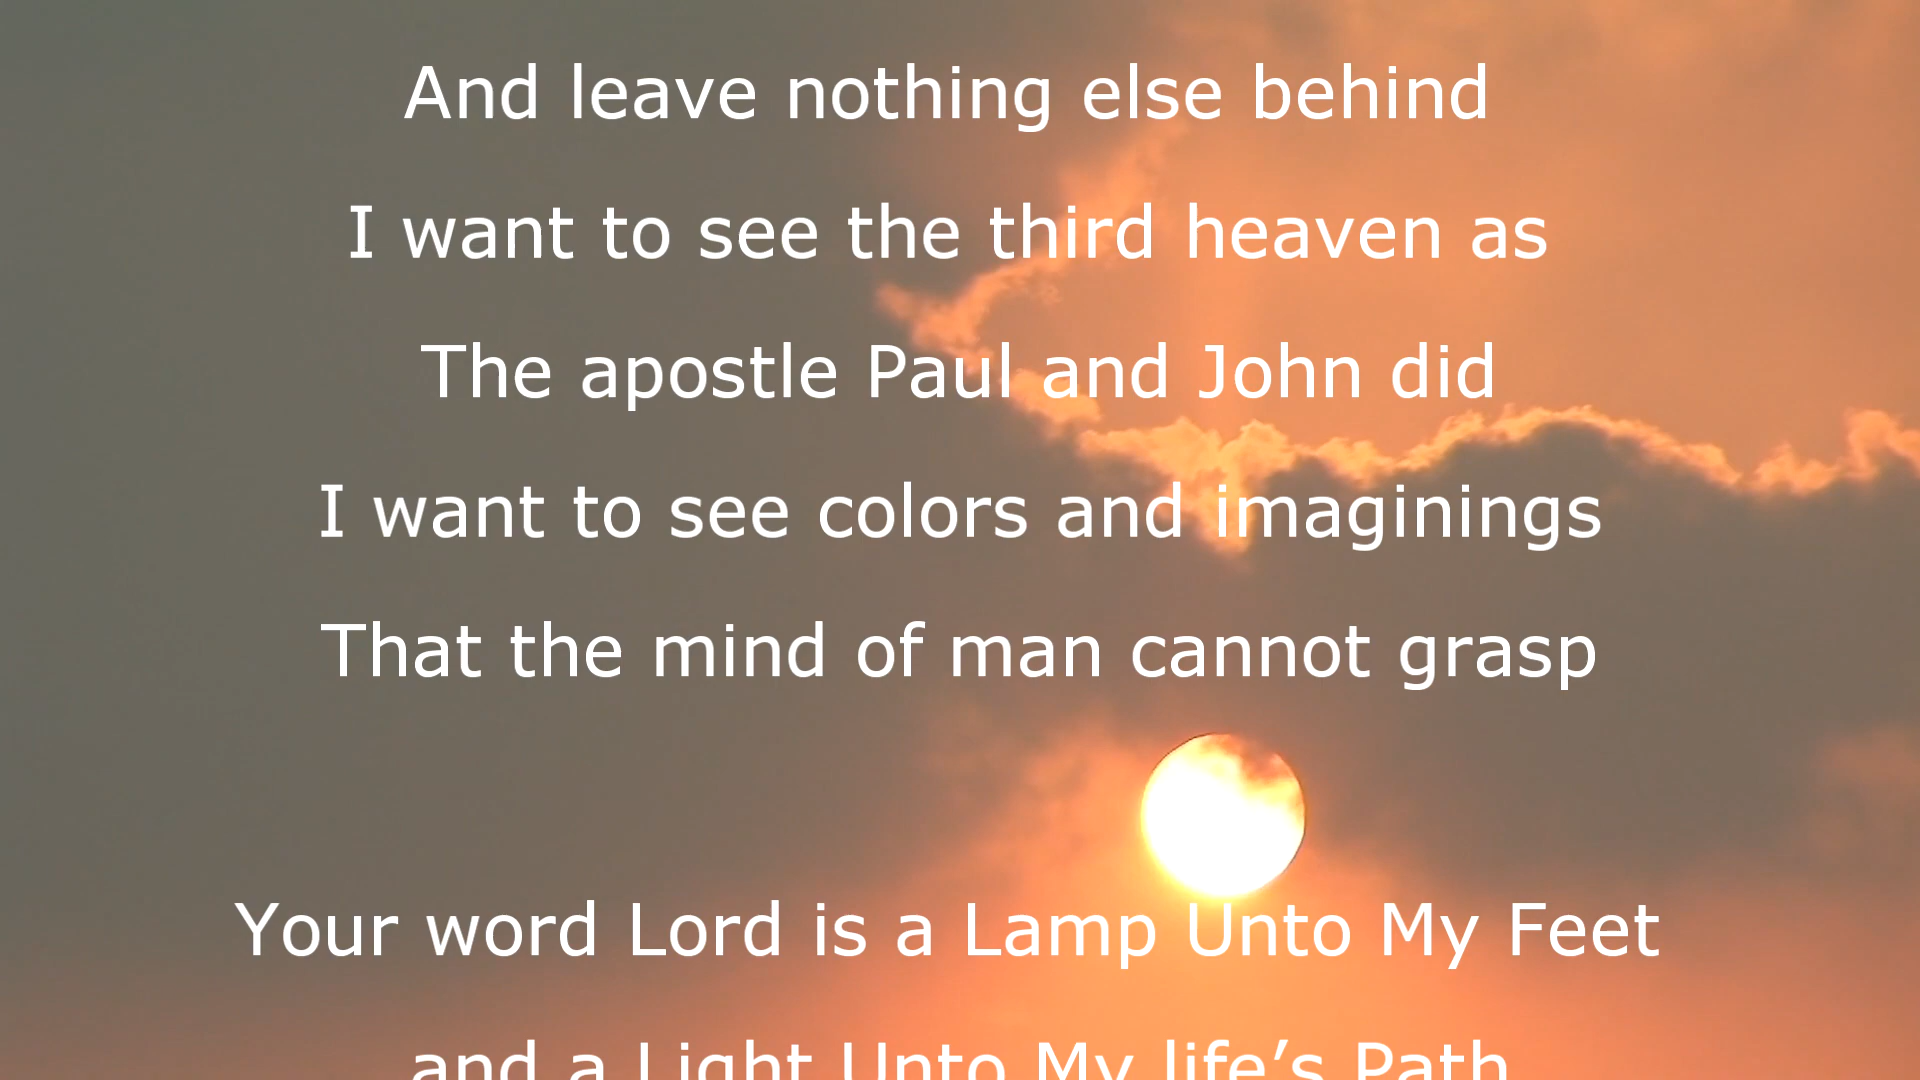 And leave nothing else behind
I want to see the third heaven as
The apostle Paul and John did
I want to see colors and imaginings
That the mind of man cannot grasp
Your word Lord is a Lamp Unto My Feet
and a Light Unto My life’s Path